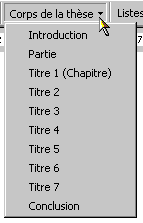 Corps de la thèse Listes
Introduction
Partie
Titre 1 (Chapitre)
Titre 2
Titre 3
Titre 4
Titre 5
Titre 6
Titre 7
Conclusion